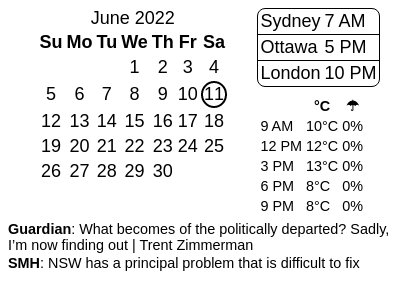 June 2022
Su Mo Tu We Th Fr Sa
1 2 3 4
5 6 7 8 9 10 11
12 13 14 15 16 17 18
19 20 21 22 23 24 25
26 27 28 29 30
Sydney 7 AM
Ottawa 5 PM
London 10 PM
°C ☂
9 AM 10°C 0%
12 PM 12°C 0%
3 PM 13°C 0%
6 PM 8°C 0%
9 PM 8°C 0%
Guardian: What becomes of the politically departed? Sadly,
I’m now finding out | Trent Zimmerman
SMH: NSW has a principal problem that is difficult to fix